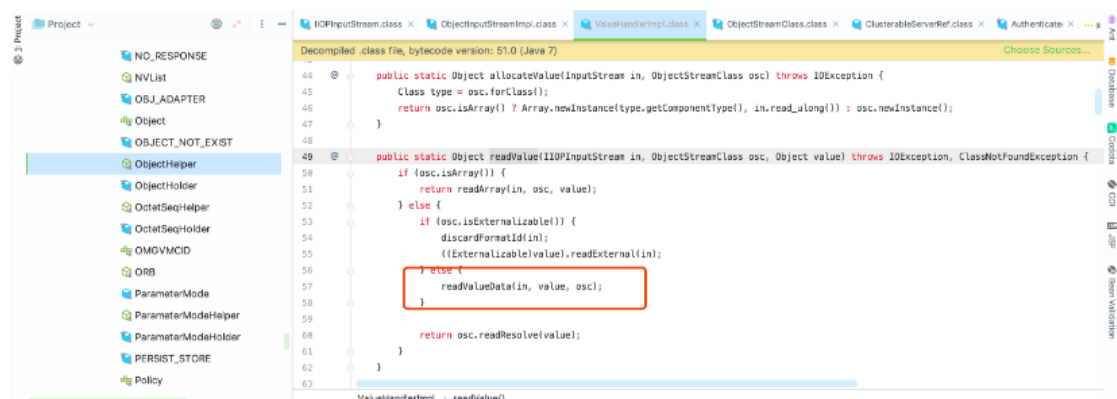 1: Project
Project
IIOPInputStream.class
ObjectInputStreamImpl.class
ValueHandlerImpl.class
ObjectStreamClass.class
ClusterableServerRef.class
Authenticate
Decompiled .class file, bytecode version: 51.0 (Java 7)
Choose Sources...
NO_RESPONSE
NVList
OBJ_ADAPTER
Object
OBJECT_NOT_EXIST
ObjectHelper
ObjectHolder
OctetSeqHelper
OctetSeqHolder
OMGVMCID
ORB
ParameterMode
ParameterModeHelper
ParameterModeHolder
PERSIST_STORE
Policy
44 @ public static Object allocateValue(InputStream in, ObjectStreamClass osc) throws IOException {
45 Class type = osc.forClass();
46 return osc.isArray() ? Array.newInstance(type.getComponentType(), in.read_ulong()) : osc.newInstance();
47 }
48
49 @ public static Object readValue(IIOPInputStream in, ObjectStreamClass osc, Object value) throws IOException, ClassNotFoundException {
50 if (osc.isArray()) {
51 return readArray(in, osc, value);
52 } else {
53 if (osc.isExternalizable()) {
54 discardFormatId(in);
55 ((Externalizable)value).readExternal(in);
56 } else {
57 readValueData(in, value, osc);
58 }
59
60 return osc.readResolve(value);
61 }
62 }
63
ValueHandlerImpl › readValue()
Ant
Database
Codota
CDI
JSF
Bean Validation